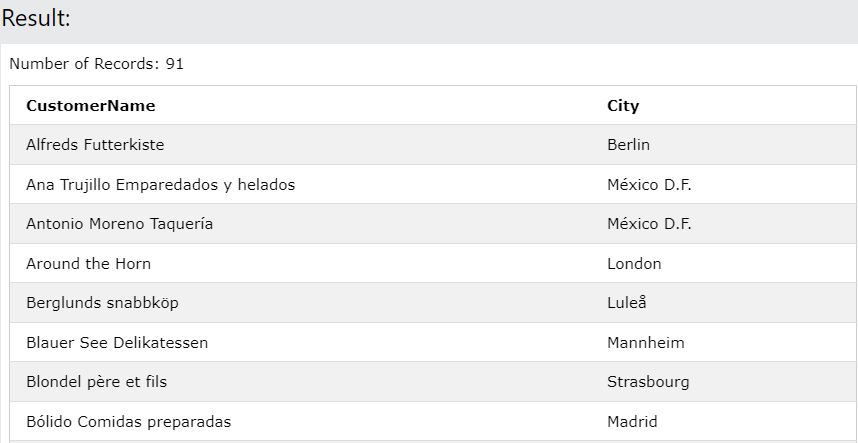 Result:
Number of Records: 91
CustomerName City
Alfreds Futterkiste Berlin
Ana Trujillo Emparedados y helados México D.F.
Antonio Moreno Taquería México D.F.
Around the Horn London
Berglunds snabbköp Luleå
Blauer See Delikatessen Mannheim
Blondel père et fils Strasbourg
Bólido Comidas preparadas Madrid